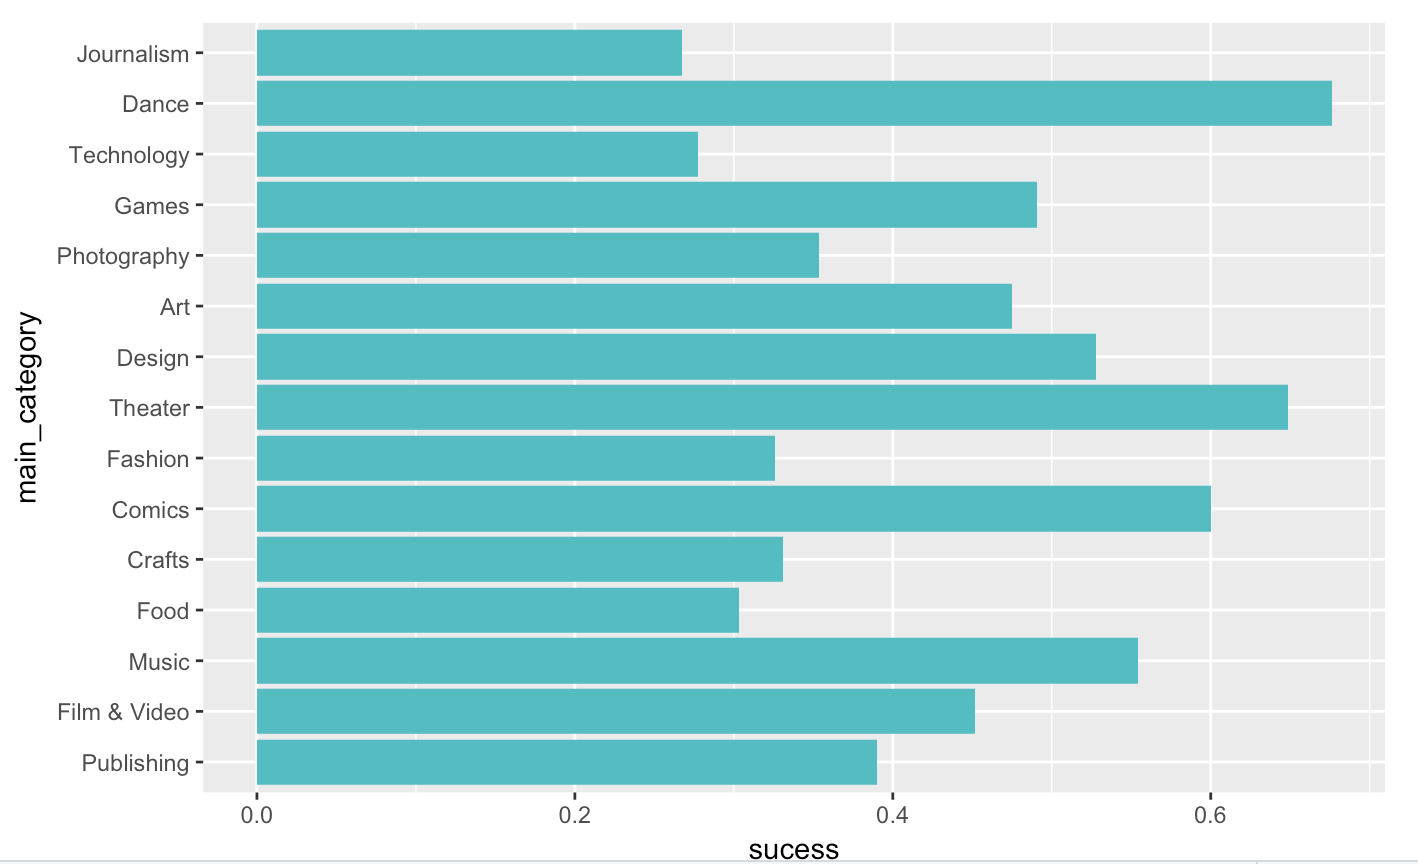 Journalism
Dance
Technology
Games
Photography
Art
Design
Theater
Fashion
Comics
Crafts
Food
Music
Film & Video
Publishing
main_category
0.0 0.2 0.4 0.6
sucess